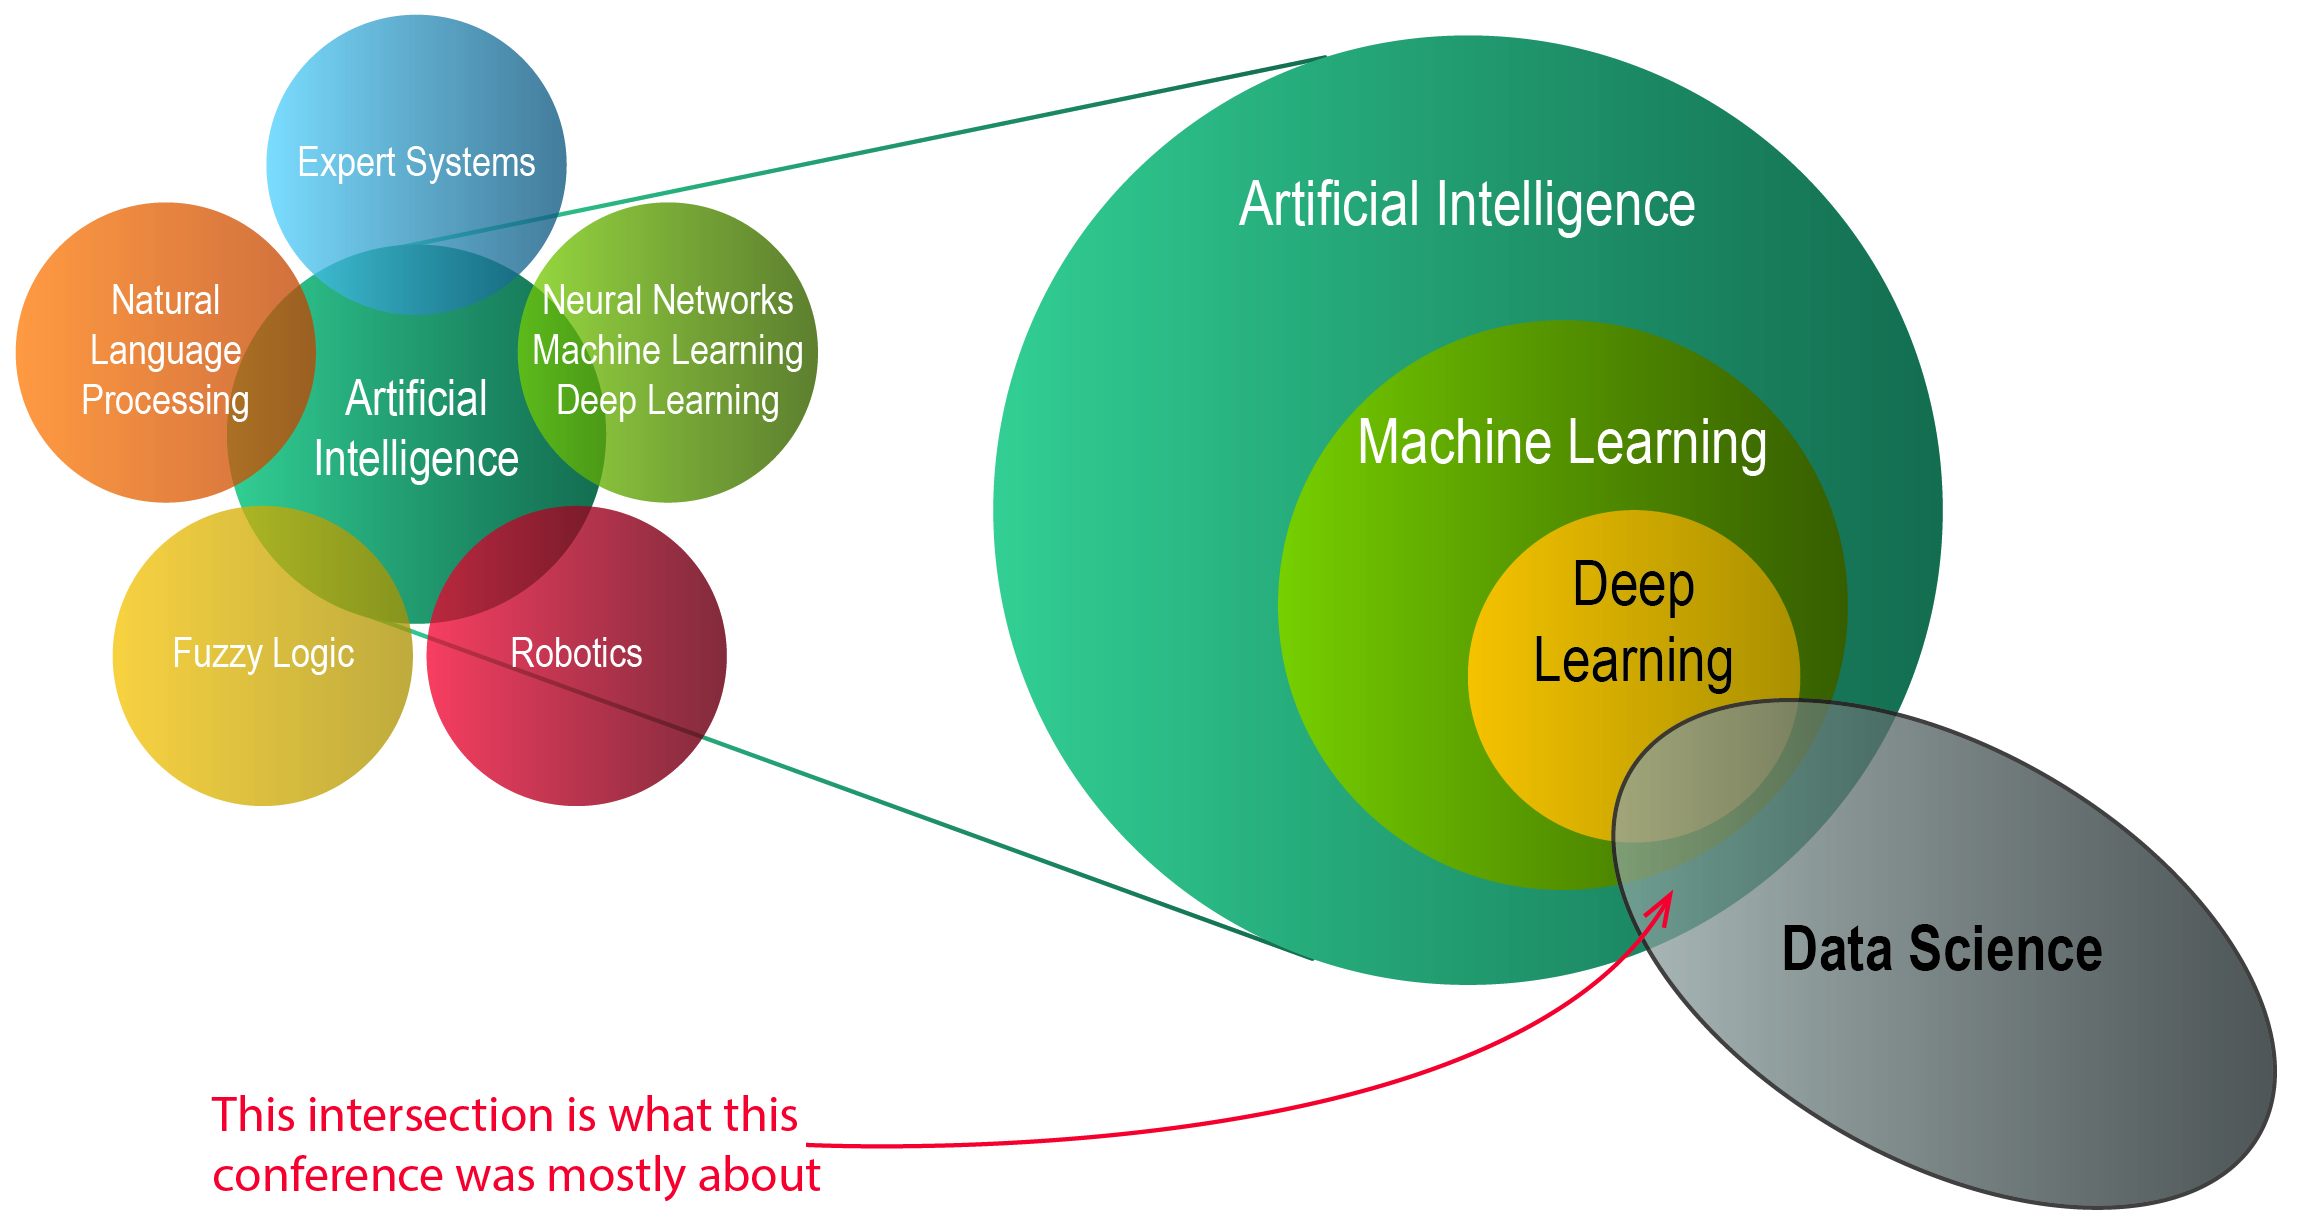 Expert Systems
Natural
Language
Processing
Neural Networks
Machine Learning
Deep Learning
Artificial
Intelligence
Fuzzy Logic
Robotics
Artificial Intelligence
Machine Learning
Deep
Learning
Data Science
This intersection is what this
conference was mostly about